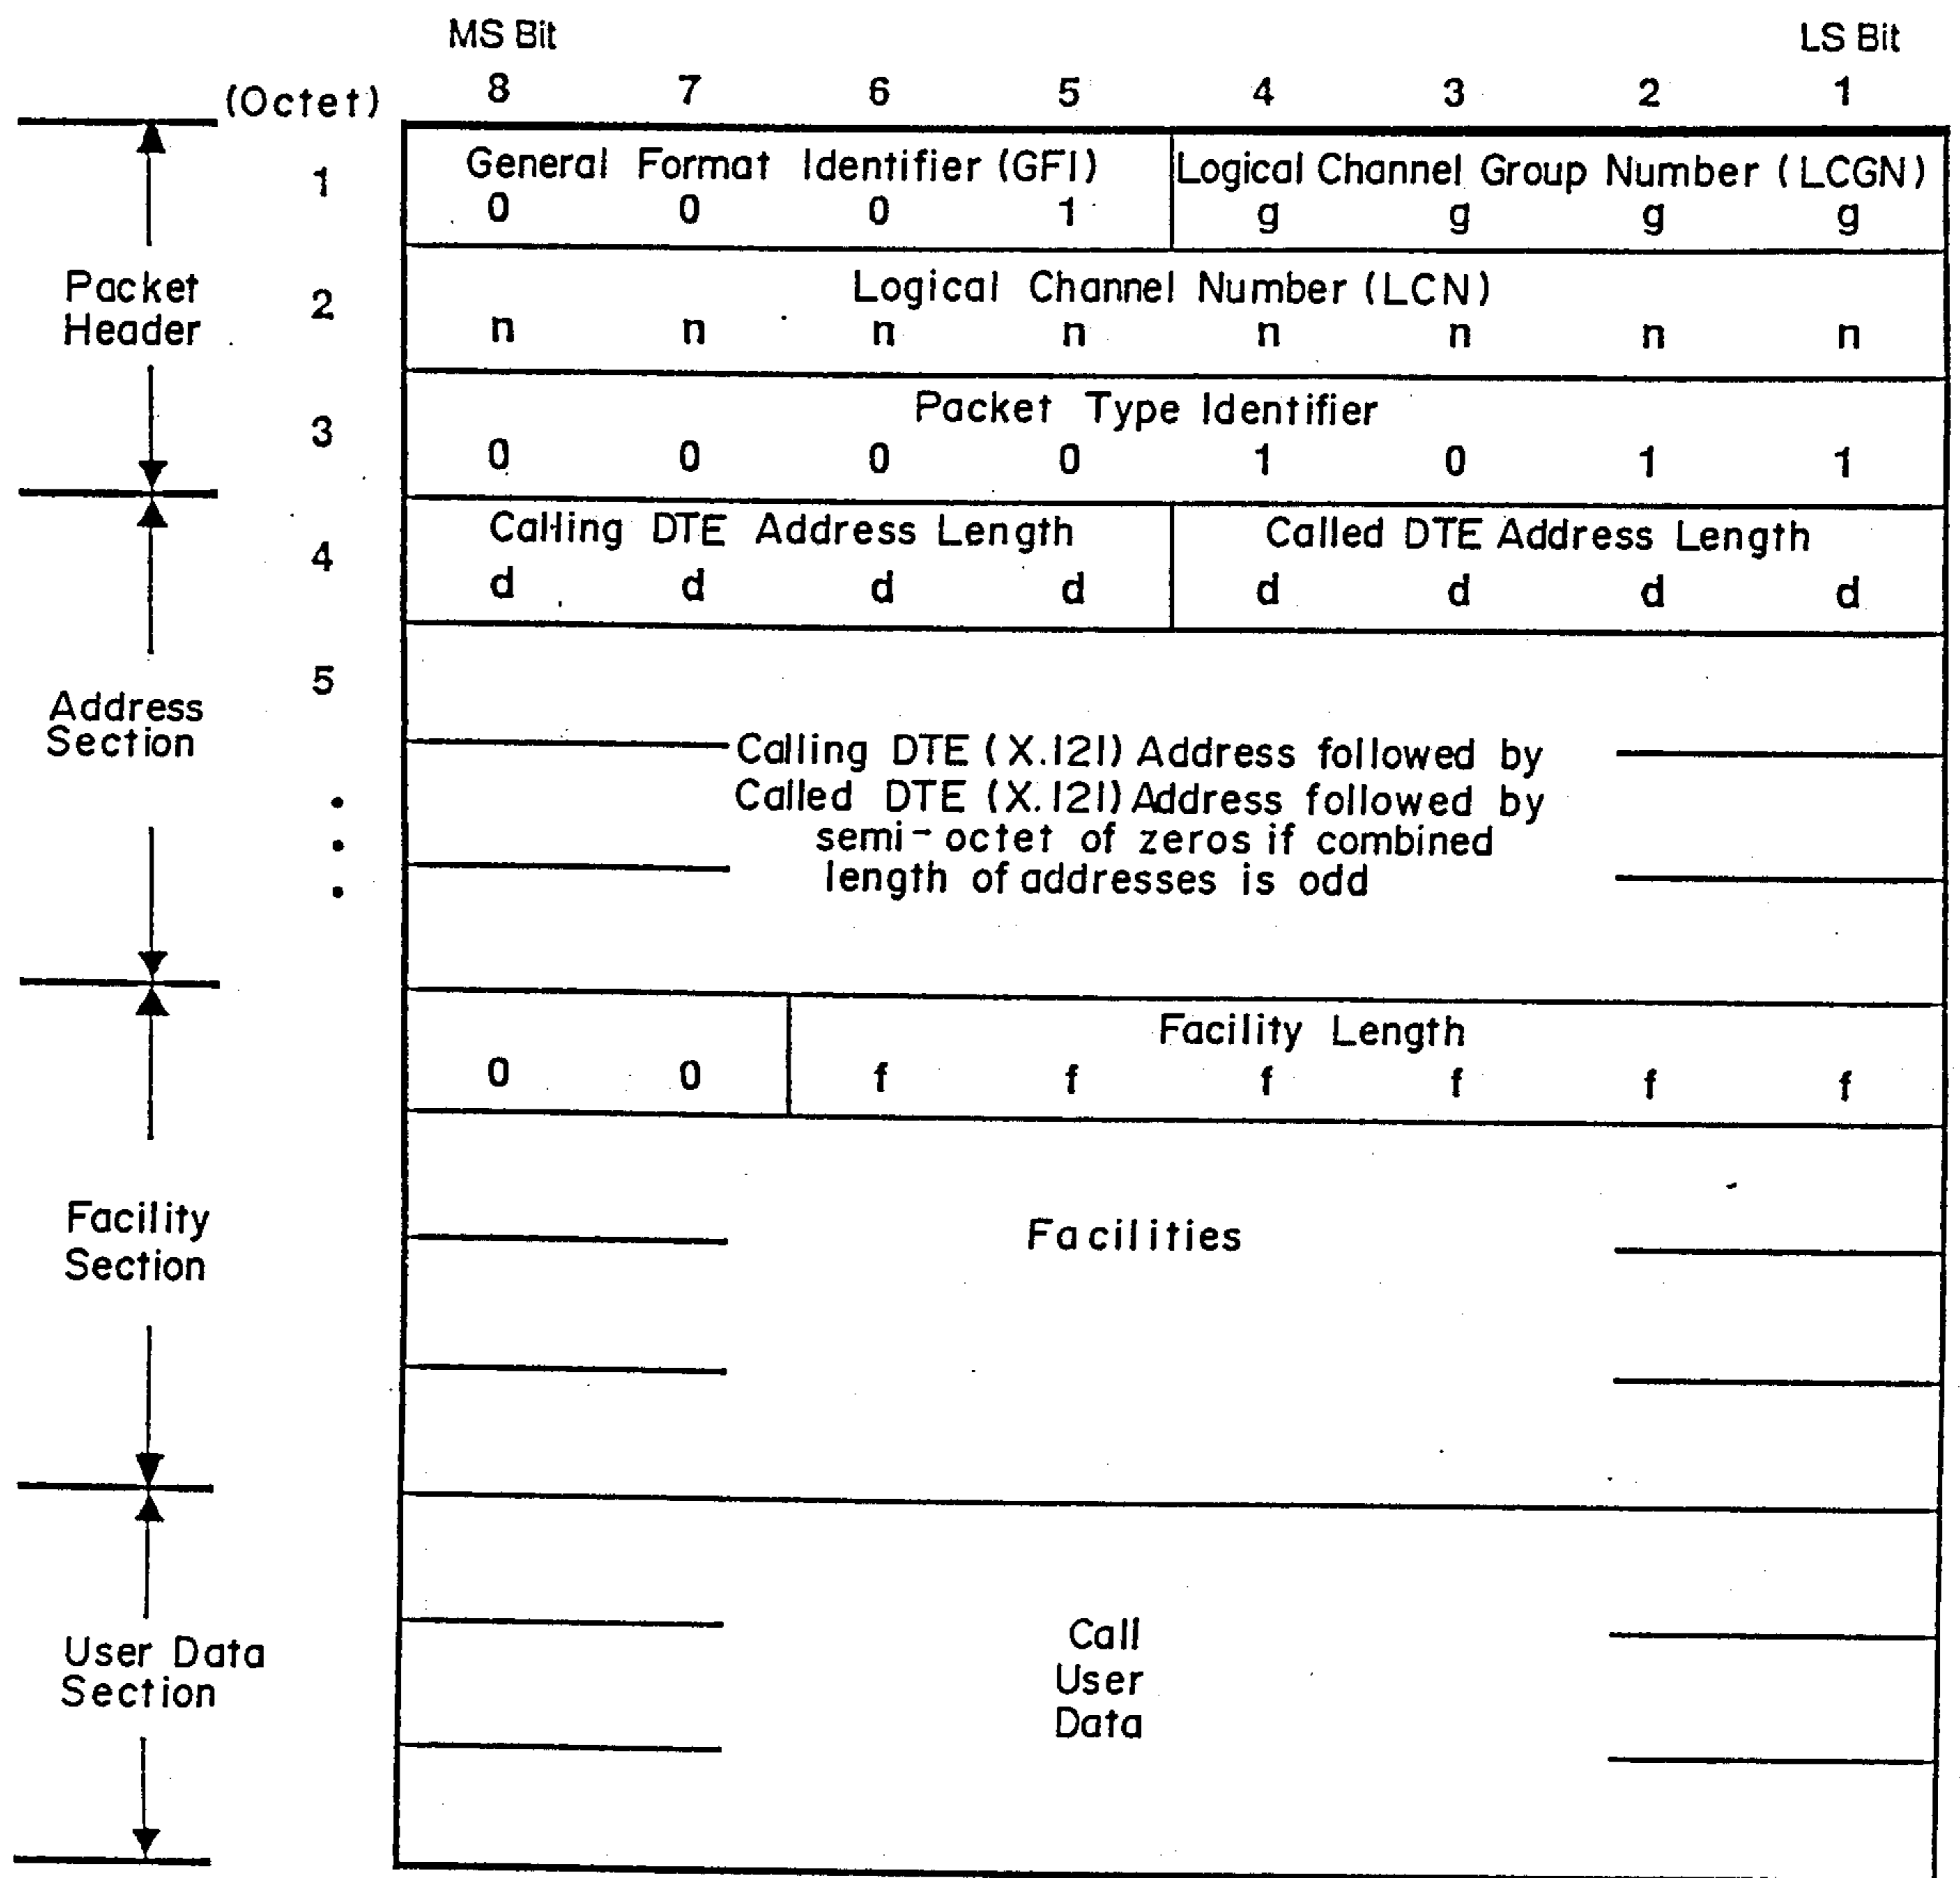 MS Bit LS Bit
(Octet) 8 7 6 5 4 3 2 1
1 General Format Identifier (GFI) Logical Channel Group Number (LCGN)
0 0 0 1 g g g g
Packet
Header
2 Logical Channel Number (LCN)
n n n n n n n n
3 Packet Type Identifier
0 0 0 0 1 0 1 1
4 Calling DTE Address Length Called DTE Address Length
d d d d d d d d
5
Address
Section
Calling DTE (X.121) Address followed by
Called DTE (X.121) Address followed by
semi-octet of zeros if combined
length of addresses is odd
Facility Length
0 0 f f f f f f
Facility
Section
Facilities
User Data
Section
Call
User
Data